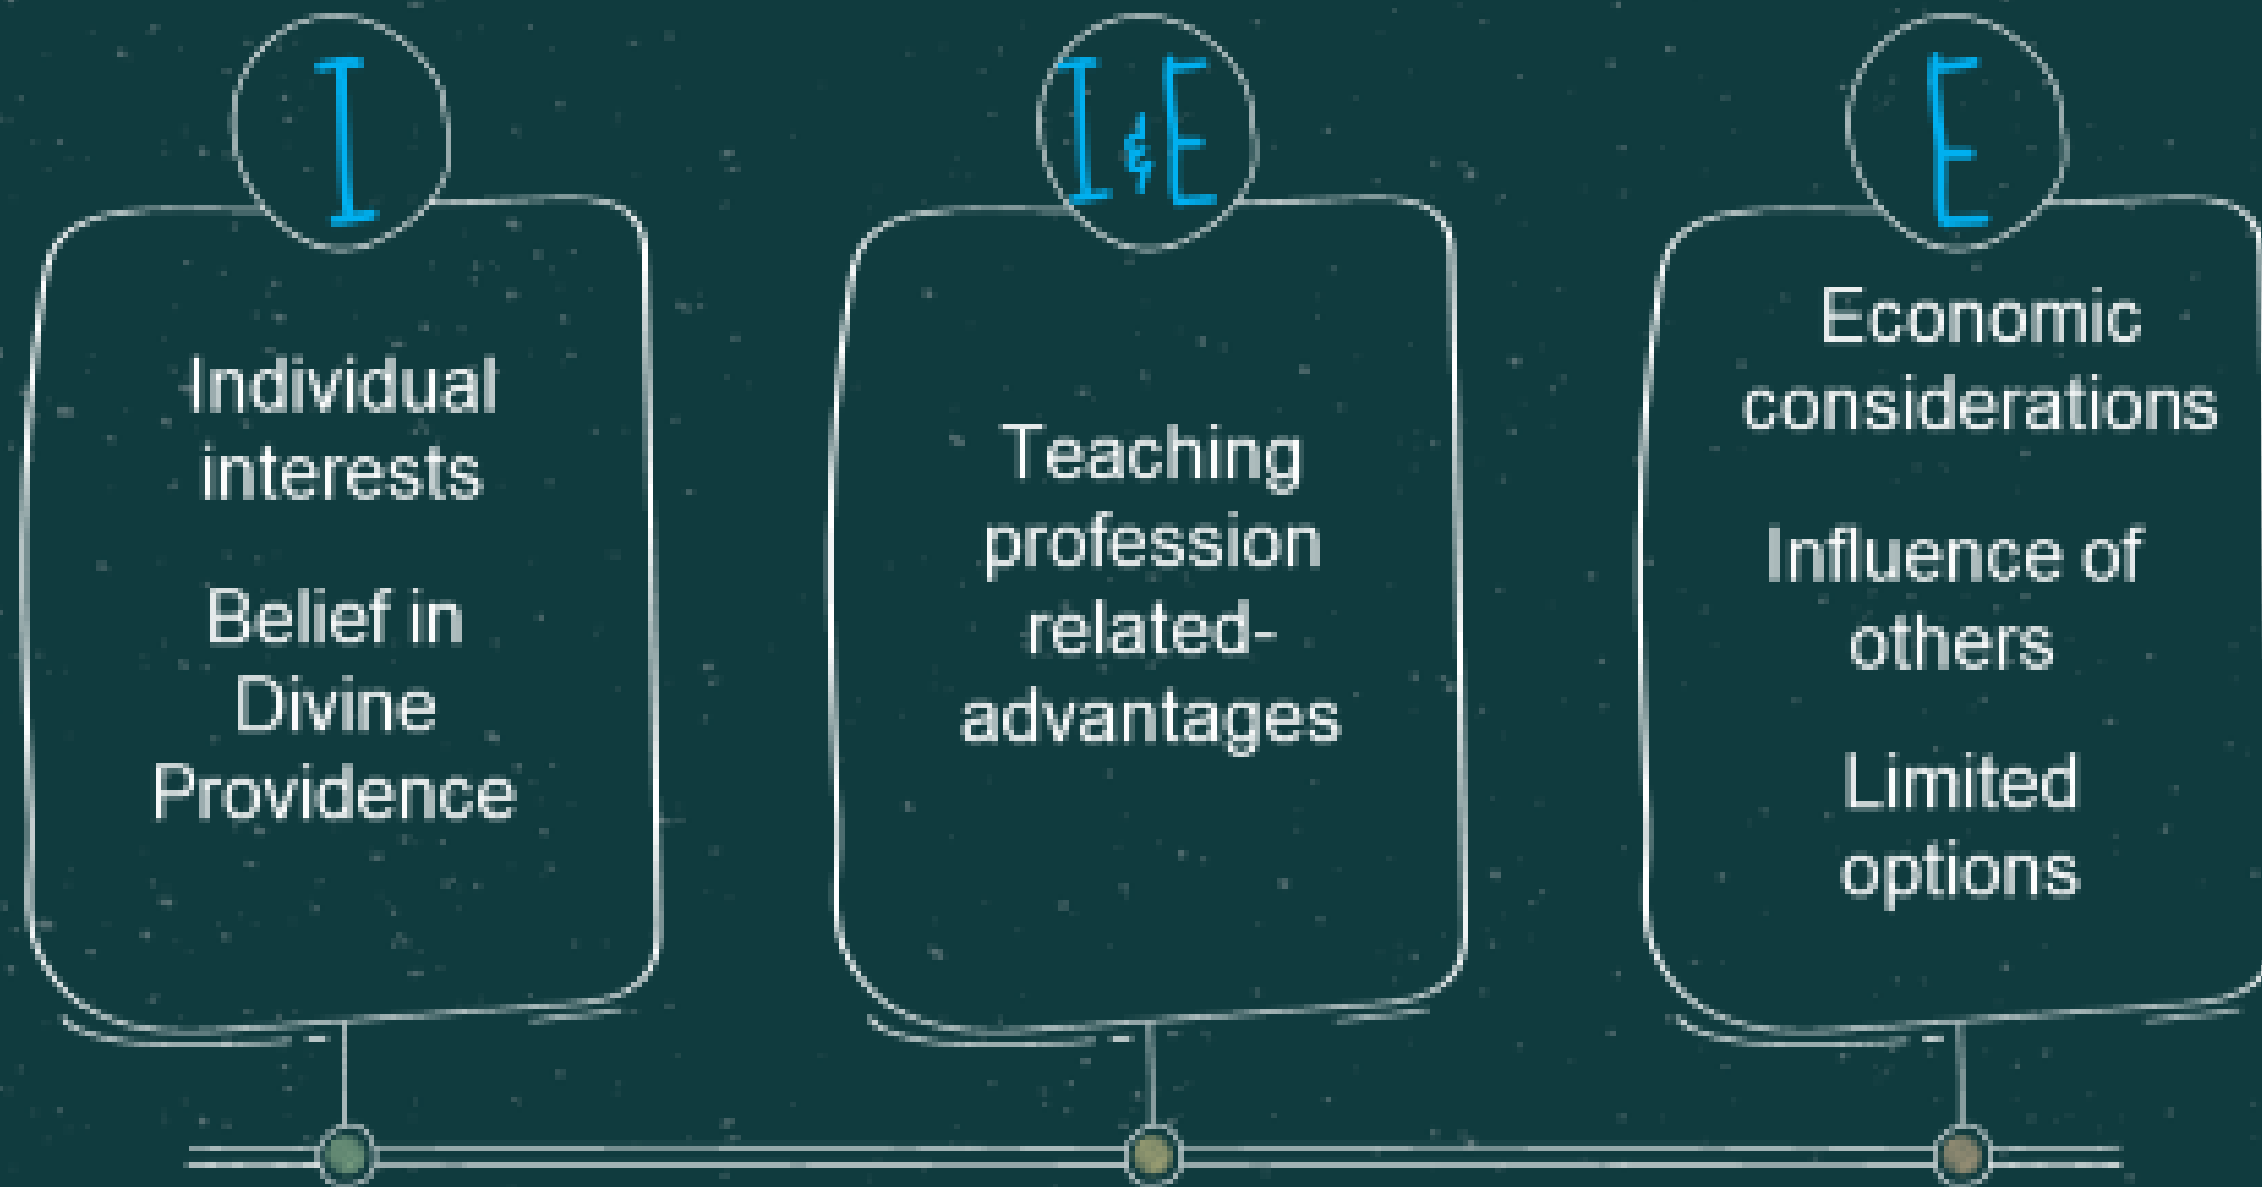 I
Individual
interests
Belief in
Divine
Providence
I & E
Teaching
profession
related-
advantages
E
Economic
considerations
Influence of
others
Limited
options